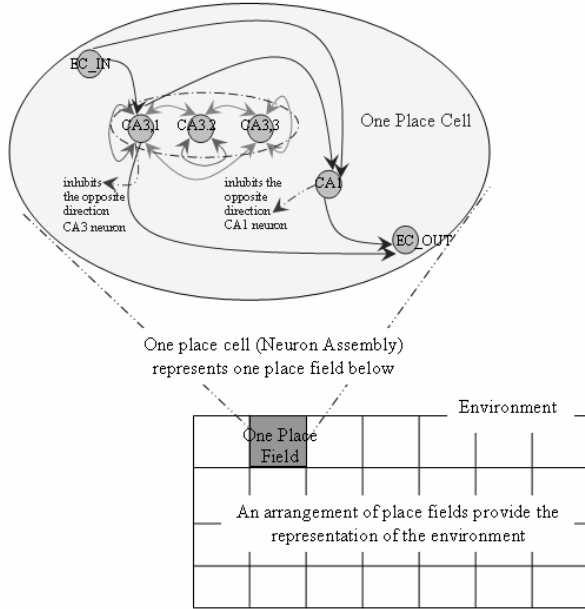 EC_IN
One Place Cell
CA3,1
CA3.2
CA3,3
inhibits
the opposite
direction
CA3 neuron
inhibits the
opposite
direction
CA1 neuron
CA1
EC_OUT
One place cell (Neuron Assembly)
represents one place field below
Environment
One Place
Field
An arrangement of place fields provide the
representation of the environment